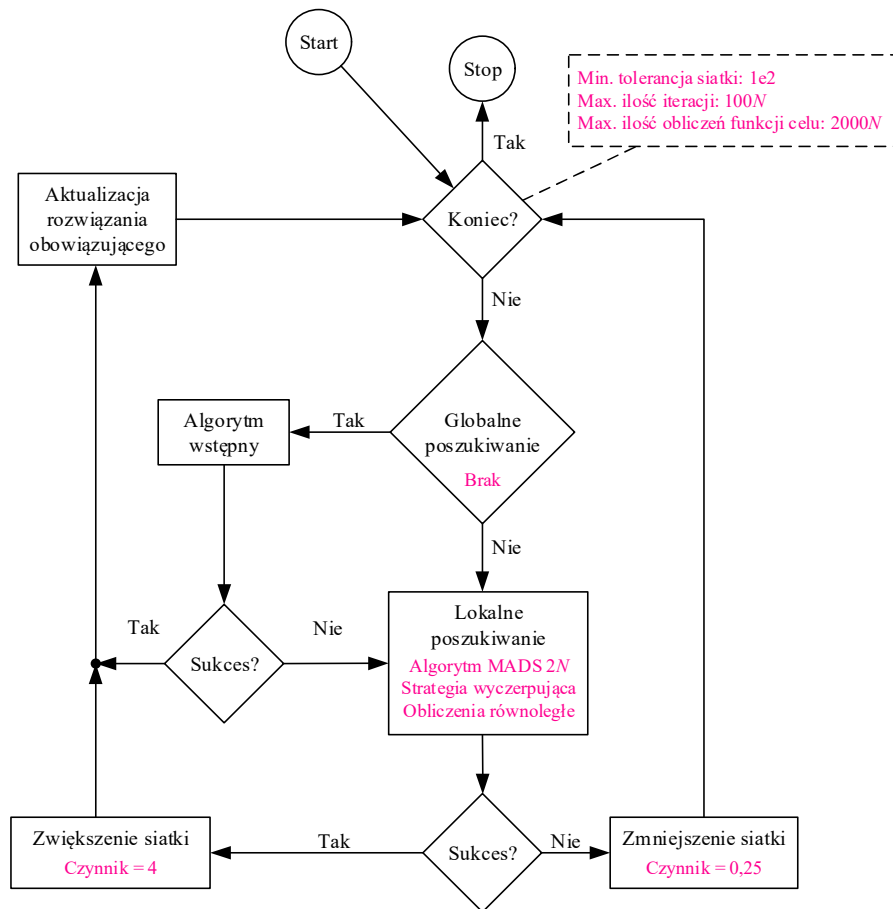 Start
Stop
Min. tolerancja siatki: 1e2
Max. ilość iteracji: 100N
Max. ilość obliczeń funkcji celu: 2000N
Tak
Aktualizacja
rozwiązania
obowiązującego
Koniec?
Nie
Algorytm
wstępny
Tak
Globalne
poszukiwanie
Brak
Nie
Tak
Sukces?
Nie
Lokalne
poszukiwanie
Algorytm MADS 2N
Strategia wyczerpująca
Obliczenia równoległe
Zwiększenie siatki
Czynnik = 4
Tak
Sukces?
Nie
Zmniejszenie siatki
Czynnik = 0,25